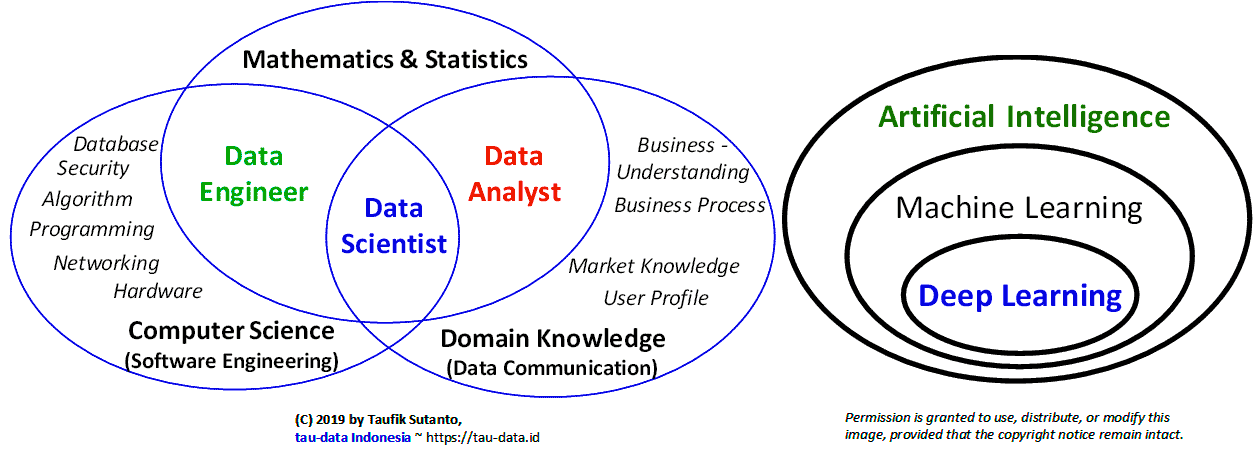 Mathematics & Statistics
Database
Security
Algorithm
Programming
Networking
Hardware
Data
Engineer
Data
Analyst
Data
Scientist
Business -
Understanding
Business Process
Market Knowledge
User Profile
Computer Science
(Software Engineering)
Domain Knowledge
(Data Communication)
(C) 2019 by Taufik Sutanto,
tau-data Indonesia ~ https://tau-data.id
Artificial Intelligence
Machine Learning
Deep Learning
Permission is granted to use, distribute, or modify this
image, provided that the copyright notice remain intact.